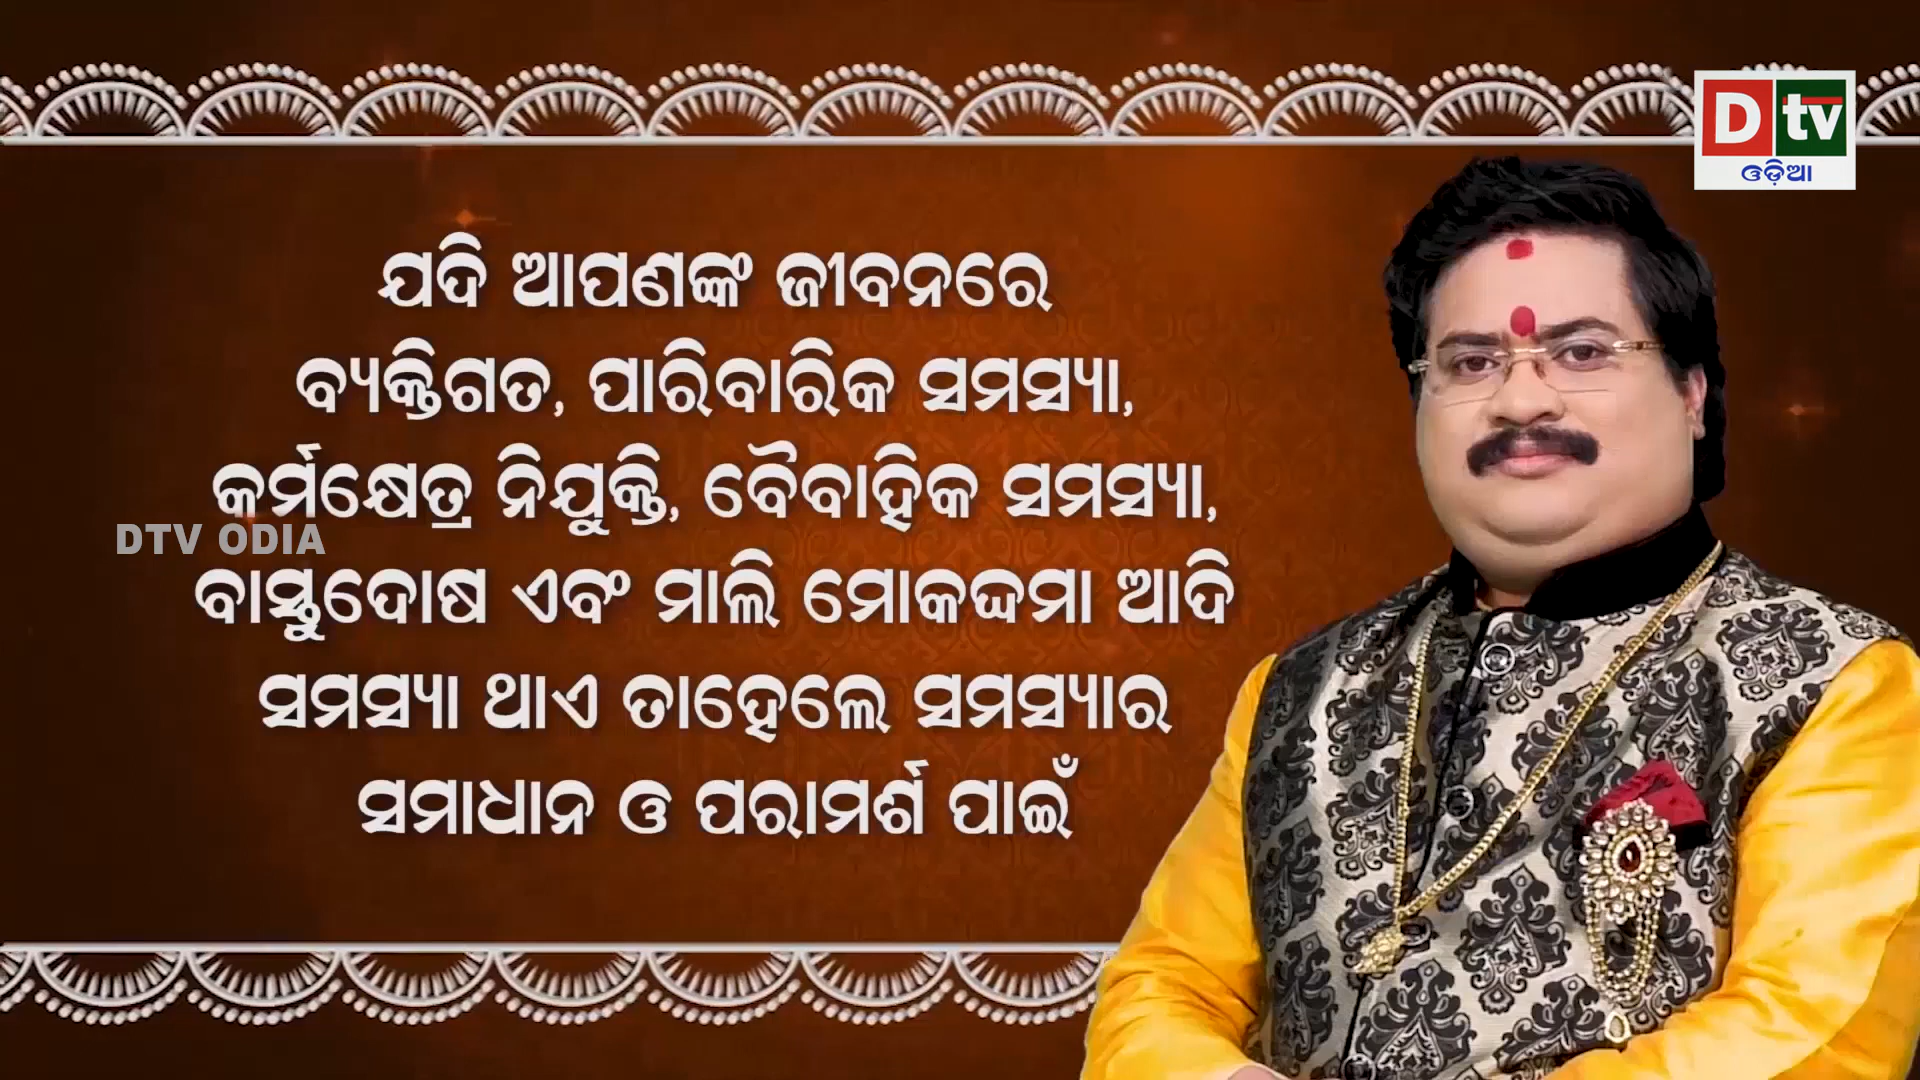 D tv
ଓଡ଼ିଆ
ଯଦି ଆପଣଙ୍କ ଜୀବନରେ
ବ୍ୟକ୍ତିଗତ, ପାରିବାରିକ ସମସ୍ୟା,
କର୍ମକ୍ଷେତ୍ର ନିଯୁକ୍ତି, ବୈବାହିକ ସମସ୍ୟା,
DTV ODIA
ବାସ୍ତୁଦୋଷ ଏବଂ ମାଲି ମୋକଦ୍ଦମା ଆଦି
ସମସ୍ୟା ଥାଏ ତାହେଲେ ସମସ୍ୟାର
ସମାଧାନ ଓ ପରାମର୍ଶ ପାଇଁ